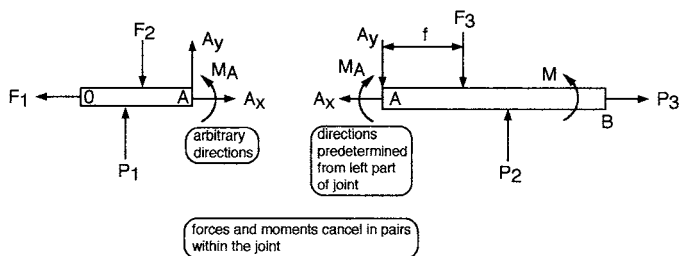 F2
Ay
MA
F1
0
A
Ax
P1
arbitrary
directions
F3
Ay
f
MA
M
Ax
A
B
P3
P2
directions
predetermined
from left part
of joint
forces and moments cancel in pairs
within the joint